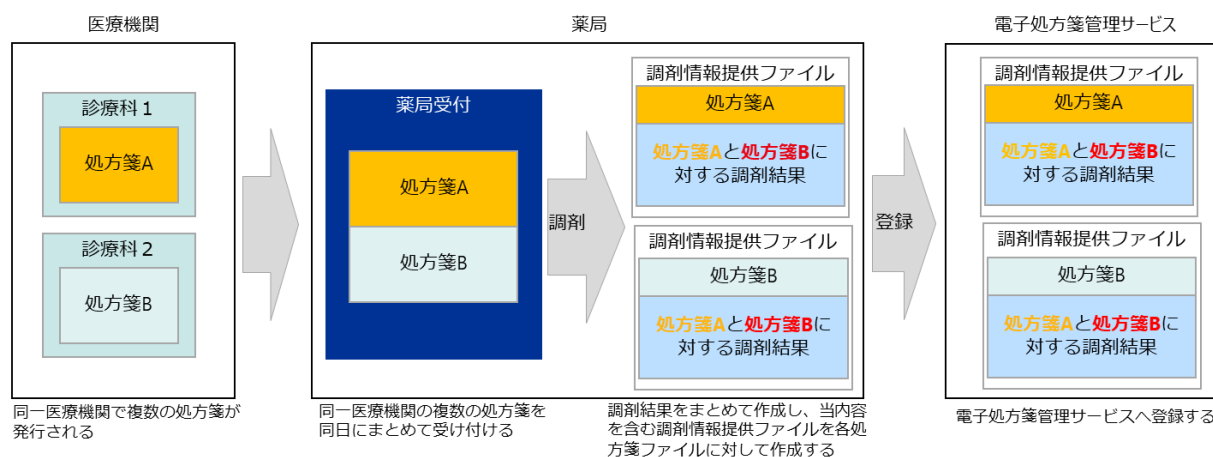 医療機関
診療科1
処方箋A
診療科2
処方箋B
同一医療機関で複数の処方箋が
発行される
薬局
薬局受付
処方箋A
処方箋B
同一医療機関の複数の処方箋を
同日にまとめて受け付ける
調剤
調剤情報提供ファイル
処方箋A
処方箋Aと処方箋Bに
対する調剤結果
調剤情報提供ファイル
処方箋B
処方箋Aと処方箋Bに
対する調剤結果
調剤結果をまとめて作成し、当内容
を含む調剤情報提供ファイルを各処
方箋ファイルに対して作成する
登録
電子処方箋管理サービス
調剤情報提供ファイル
処方箋A
処方箋Aと処方箋Bに
対する調剤結果
調剤情報提供ファイル
処方箋B
処方箋Aと処方箋Bに
対する調剤結果
電子処方箋管理サービスへ登録する